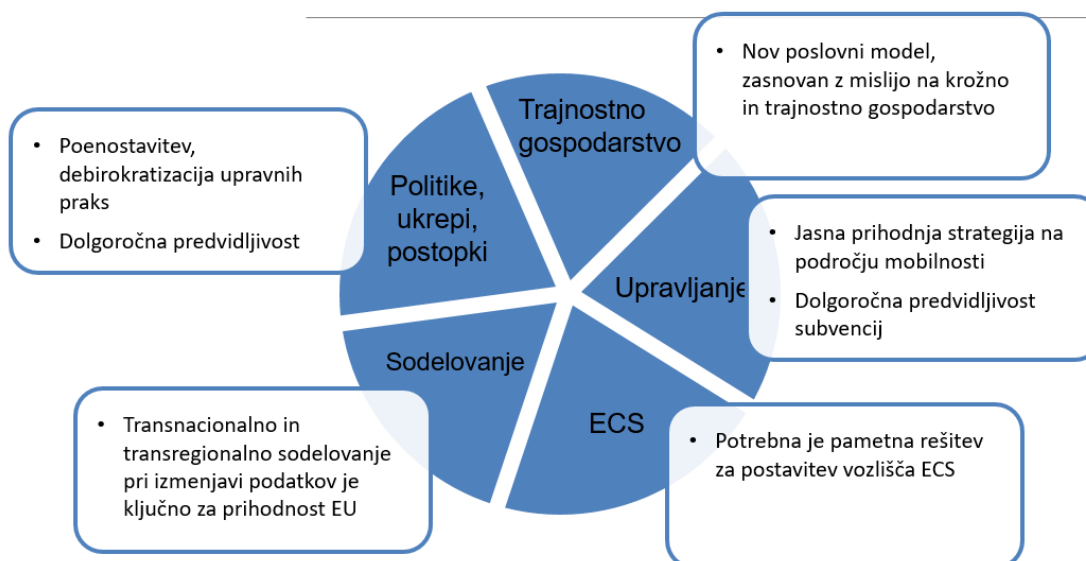 • Nov poslovni model,
zasnovan z mislijo na krožno
in trajnostno gospodarstvo
Trajnostno
gospodarstvo
• Poenostavitev,
debirokratizacija upravnih
praks
• Dolgoročna predvidljivost
Politike,
ukrepi,
postopki
• Jasna prihodnja strategija na
področju mobilnosti
• Dolgoročna predvidljivost
subvencij
Upravljanje
Sodelovanje
ECS
• Transnacionalno in
transregionalno sodelovanje
pri izmenjavi podatkov je
ključno za prihodnost EU
• Potrebna je pametna rešitev
za postavitev vozlišča ECS